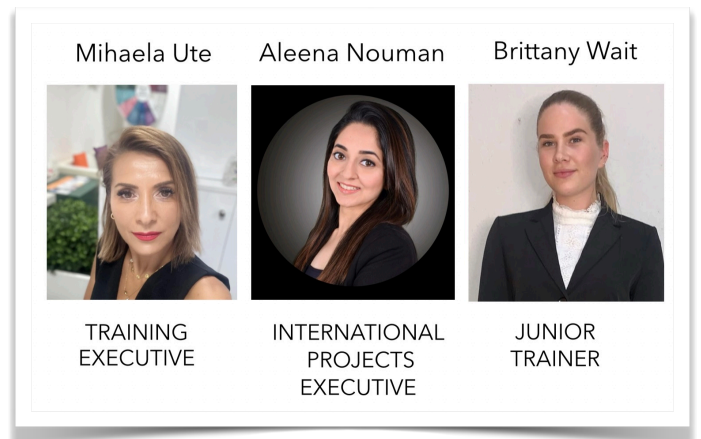 Mihaela Ute
Aleena Nouman
Brittany Wait
TRAINING
EXECUTIVE
INTERNATIONAL
PROJECTS
EXECUTIVE
JUNIOR
TRAINER